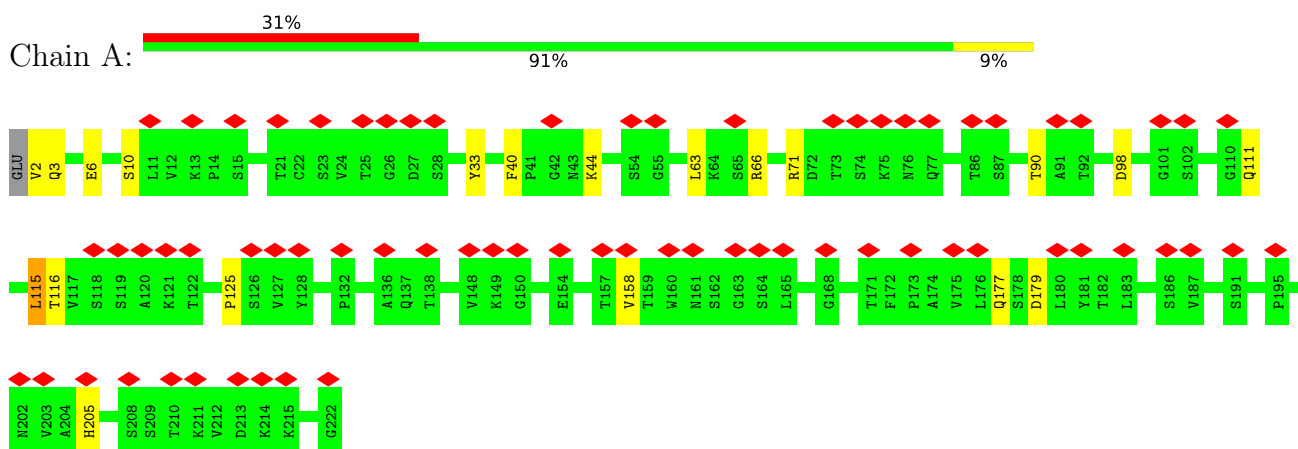 31%
Chain A:
91%
9%
GLU V2 Q3 E6 S10 L11 V12 K13 P14 S15 T21 C22 S23 V24 T25 G26 D27 S28 Y33 F40 P41 G42 N43 K44 S54 G55 L63 K64 S65 R66 R71 D72 T73 S74 K75 N76 Q77 T86 S87 T90 A91 T92 D98 G101 S102 G110 Q111
L115 T116 V117 S118 S119 A120 K121 T122 P125 S126 V127 V128 P132 A136 Q137 T138 V148 K149 G150 E154 T157 V158 T159 W160 N161 S162 G163 S164 L165 G168 T171 F172 P173 A174 V175 L176 Q177 S178 D179 L180 Y181 T182 L183 S186 V187 S191 P195
N202 V203 A204 H205 S208 S209 T210 K211 V212 D213 K214 K215 G222